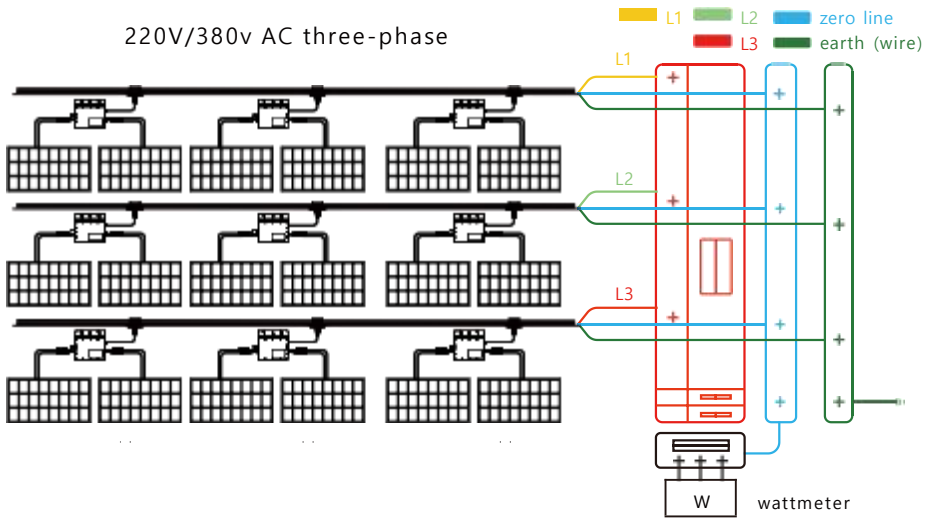 220V/380v AC three-phase
L1 L2 zero line
L3 earth (wire)
L1
L2
L3
W wattmeter